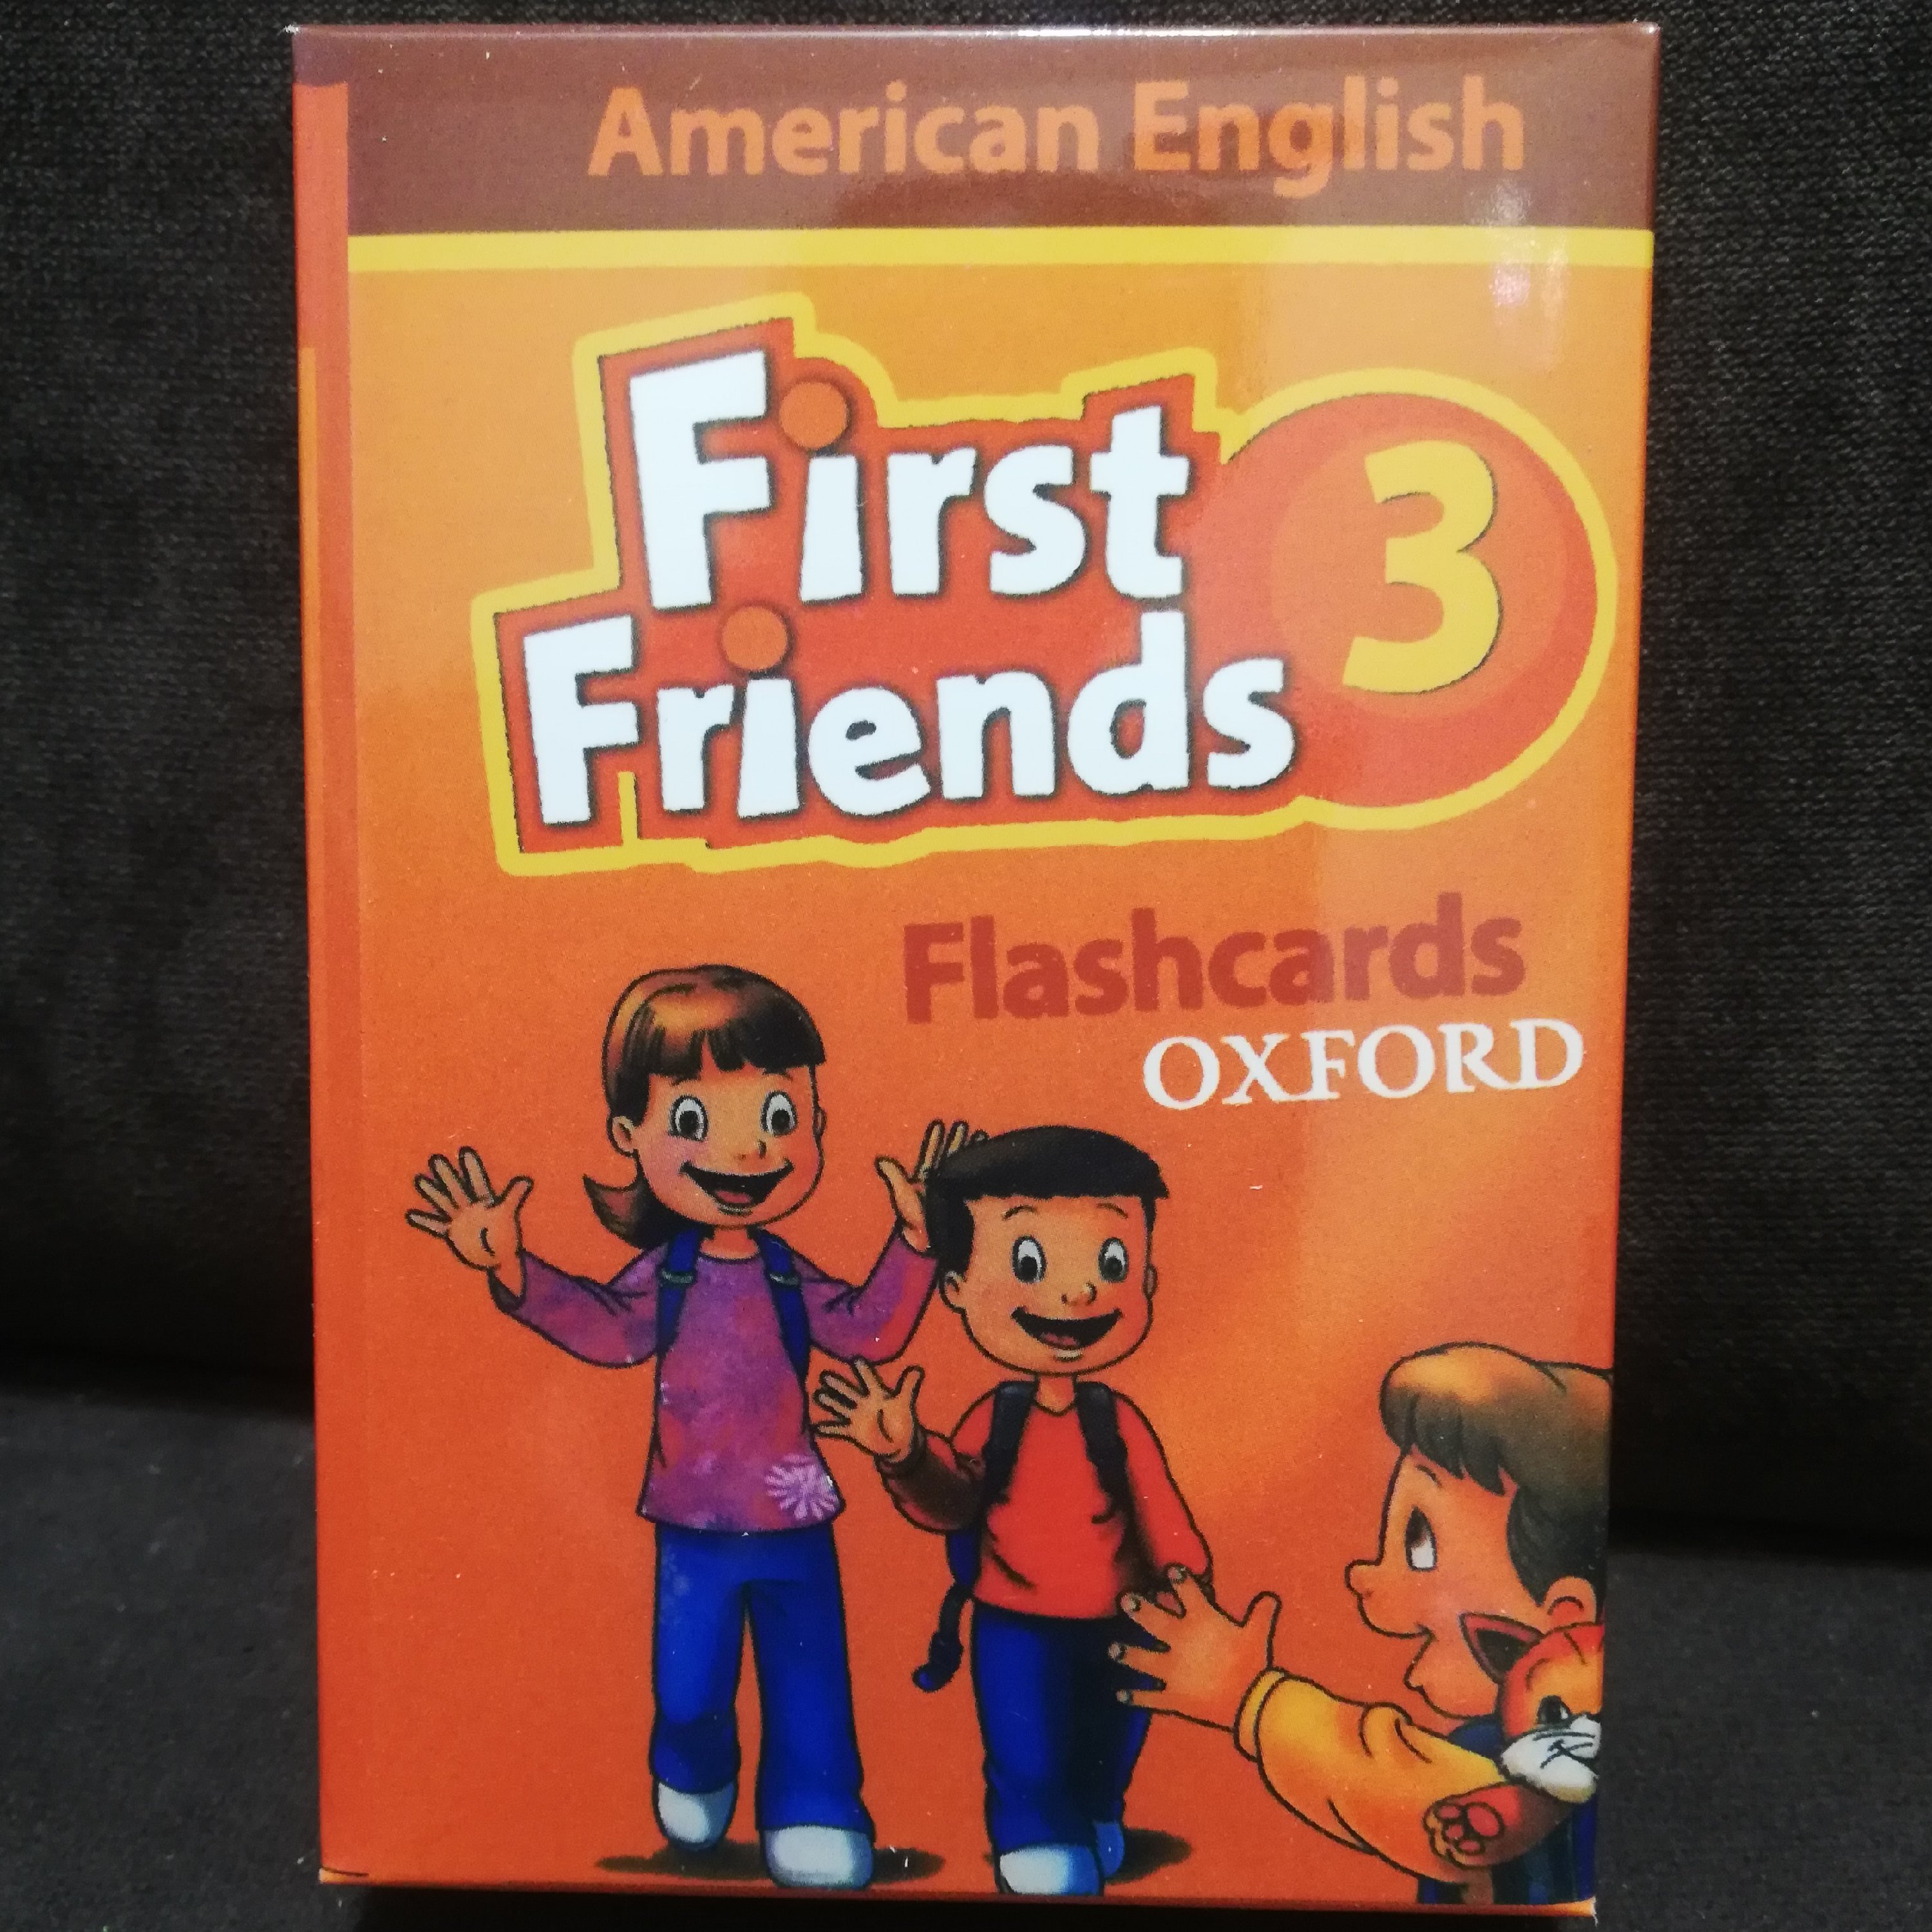 American English
First
Friends
3
Flashcards
OXFORD